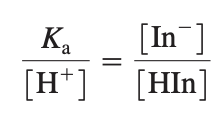 Kₐ/[H⁺] = [In⁻]/[HIn]